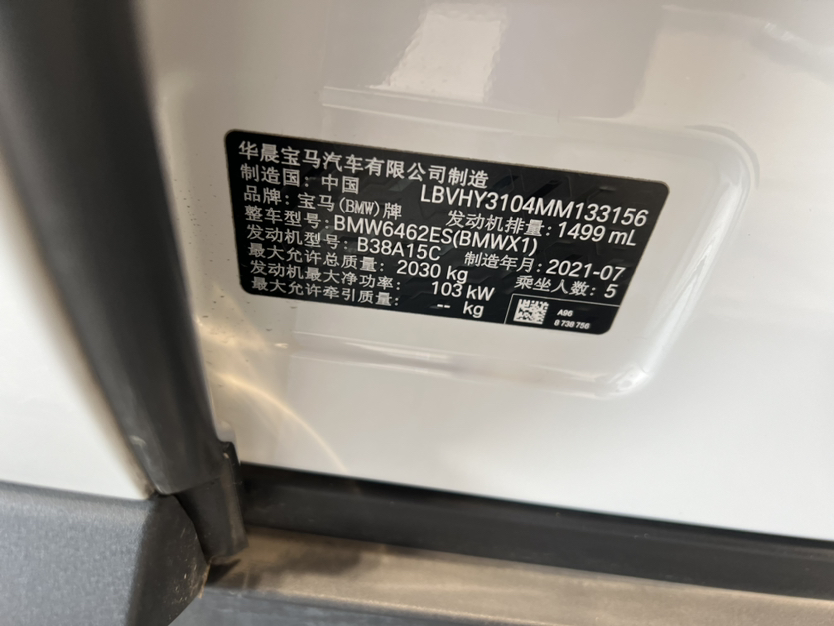 华晨宝马汽车有限公司制造
制造国：中国 LBVHY3104MM133156
品牌：宝马(BMW)牌 发动机排量：1499 mL
整车型号：BMW6462ES(BMWX1)
发动机型号：B38A15C 制造年月：2021-07
最大允许总质量：2030 kg 乘坐人数：5
发动机最大净功率：103 kW
最大允许牵引质量：-- kg
A96
8 736 756